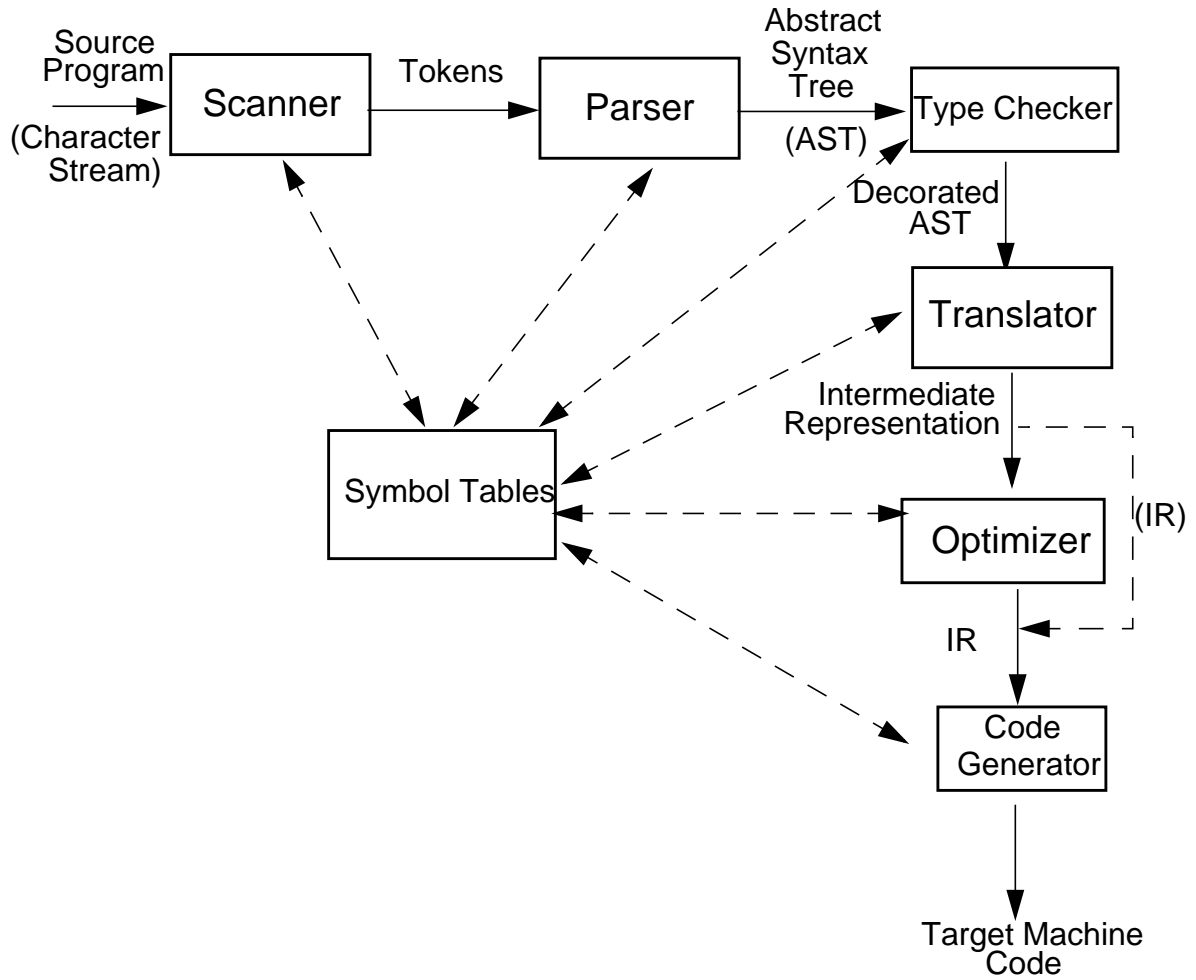 Source
Program
(Character
Stream)
Scanner
Tokens
Parser
Abstract
Syntax
Tree
(AST)
Type Checker
Decorated
AST
Translator
Intermediate
Representation
Symbol Tables
Optimizer
(IR)
IR
Code
Generator
Target Machine
Code